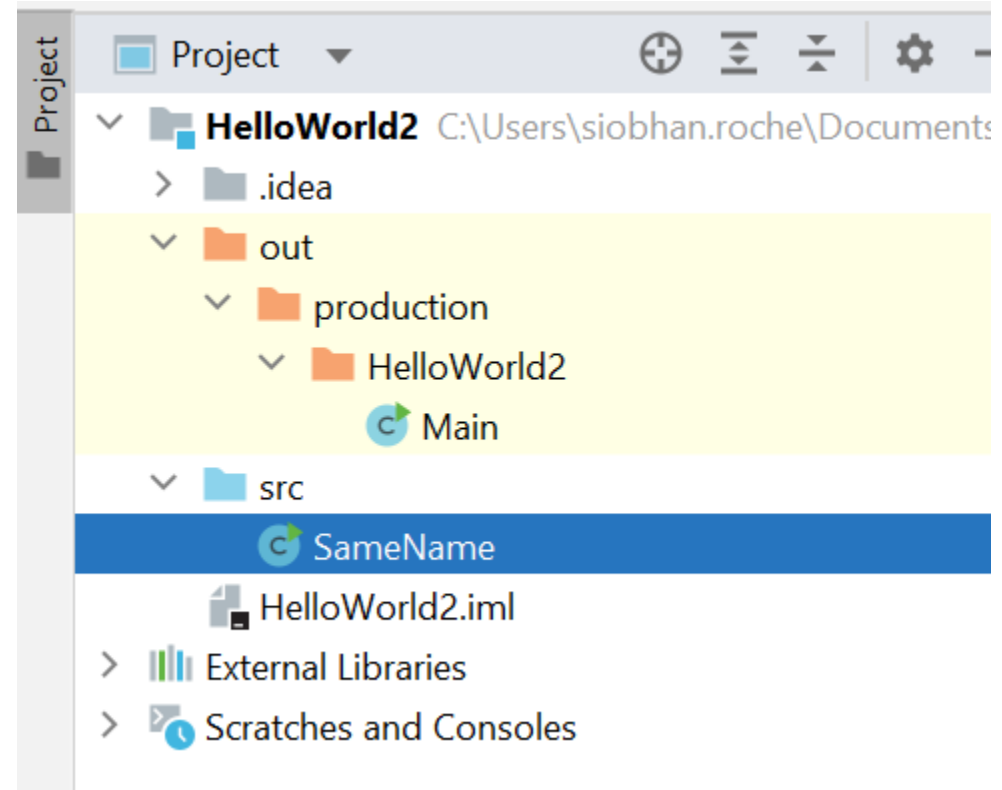 Project
Project
HelloWorld2 C:\Users\siobhan.roche\Documents
.idea
out
production
HelloWorld2
C Main
src
C SameName
HelloWorld2.iml
External Libraries
Scratches and Consoles